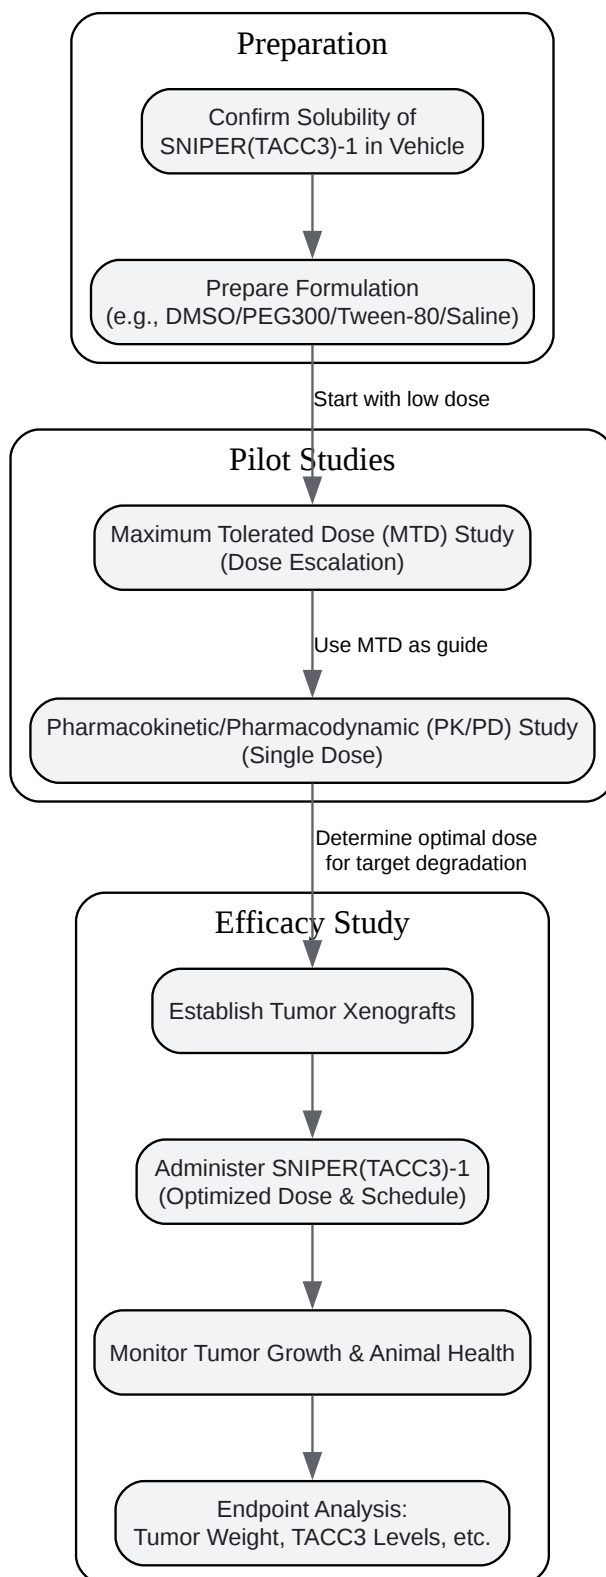 Preparation
Confirm Solubility of
SNIPER(TACC3)-1 in Vehicle
Prepare Formulation
(e.g., DMSO/PEG300/Tween-80/Saline)
Start with low dose
Pilot Studies
Maximum Tolerated Dose (MTD) Study
(Dose Escalation)
Use MTD as guide
Pharmacokinetic/Pharmacodynamic (PK/PD) Study
(Single Dose)
Determine optimal dose
for target degradation
Efficacy Study
Establish Tumor Xenografts
Administer SNIPER(TACC3)-1
(Optimized Dose & Schedule)
Monitor Tumor Growth & Animal Health
Endpoint Analysis:
Tumor Weight, TACC3 Levels, etc.